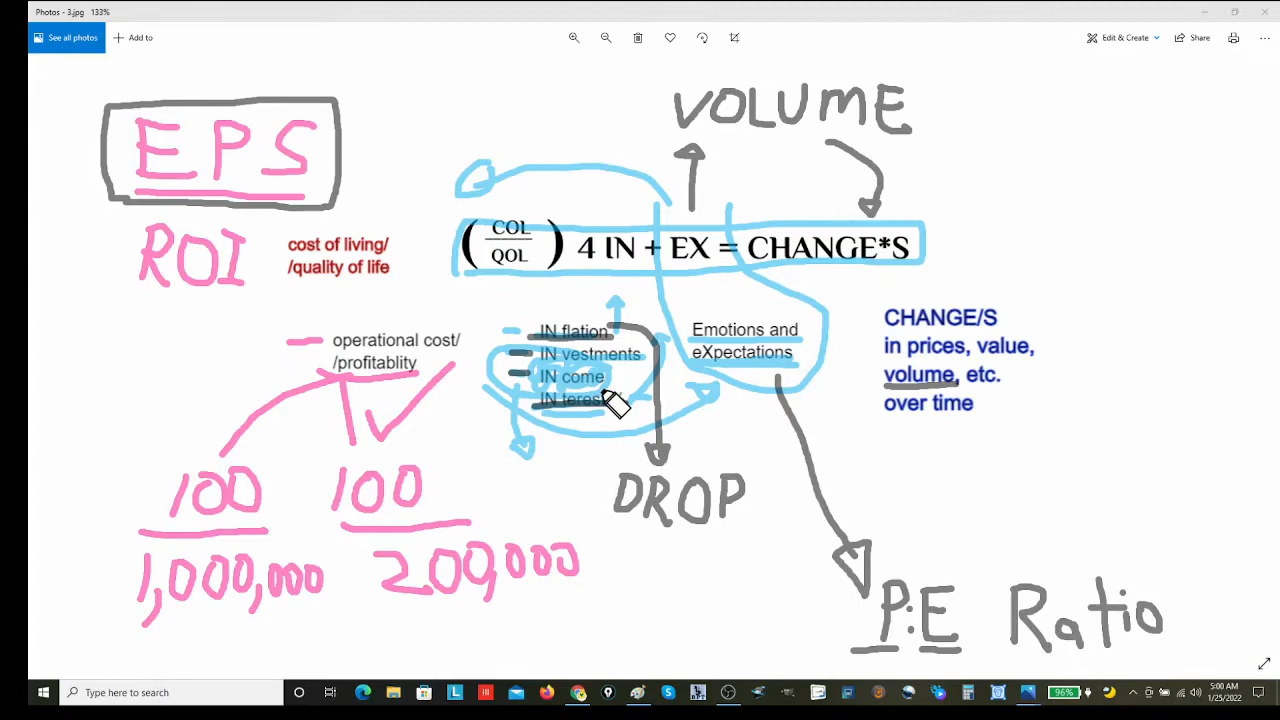 Photos - 3.jpg 133%
See all photos
Add to
Edit & Create
Share
VOLUME
EPS
ROI
cost of living/
/quality of life
( COL
QOL ) 4 IN + EX = CHANGE*S
operational cost/
/profitablity
IN flation
IN vestments
IN come
IN terest
Emotions and
eXpectations
CHANGE/S
in prices, value,
volume, etc.
over time
100
1,000,000
100
200,000
DROP
P:E Ratio
Type here to search
96%
5:00 AM
1/25/2022